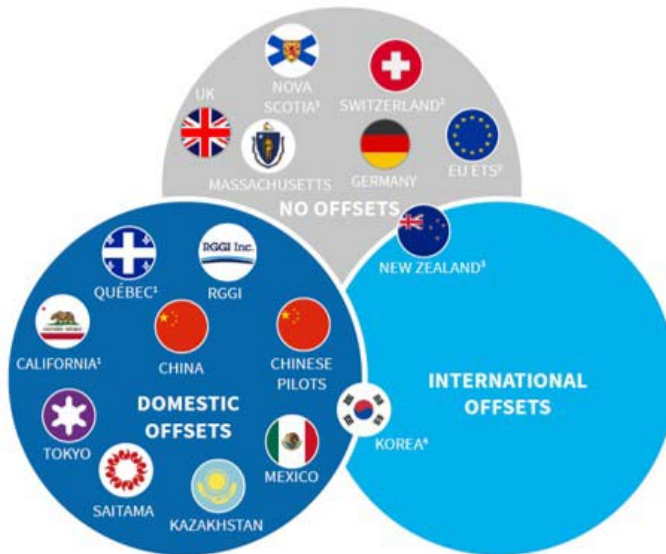 NOVA
SCOTIA³
UK
SWITZERLAND²
MASSACHUSETTS
GERMANY
EU ETS²
NO OFFSETS
NEW ZEALAND³
QUÉBEC¹
RGGI Inc.
RGGI
CALIFORNIA¹
CHINA
CHINESE
PILOTS
DOMESTIC
OFFSETS
INTERNATIONAL
OFFSETS
TOKYO
KOREA⁴
SAITAMA
MEXICO
KAZAKHSTAN